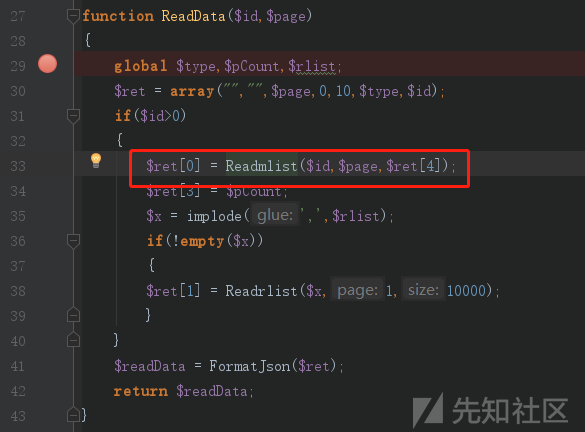 27 function ReadData($id,$page)
28 {
29 global $type,$pCount,$rlist;
30 $ret = array("","",$page,0,10,$type,$id);
31 if($id>0)
32 {
33 $ret[0] = Readmlist($id,$page,$ret[4]);
34 $ret[3] = $pCount;
35 $x = implode( glue: ',',$rlist);
36 if(!empty($x))
37 {
38 $ret[1] = Readrlist($x, page: 1, size: 10000);
39 }
40 }
41 $readData = FormatJson($ret);
42 return $readData;
43 }
先知社区